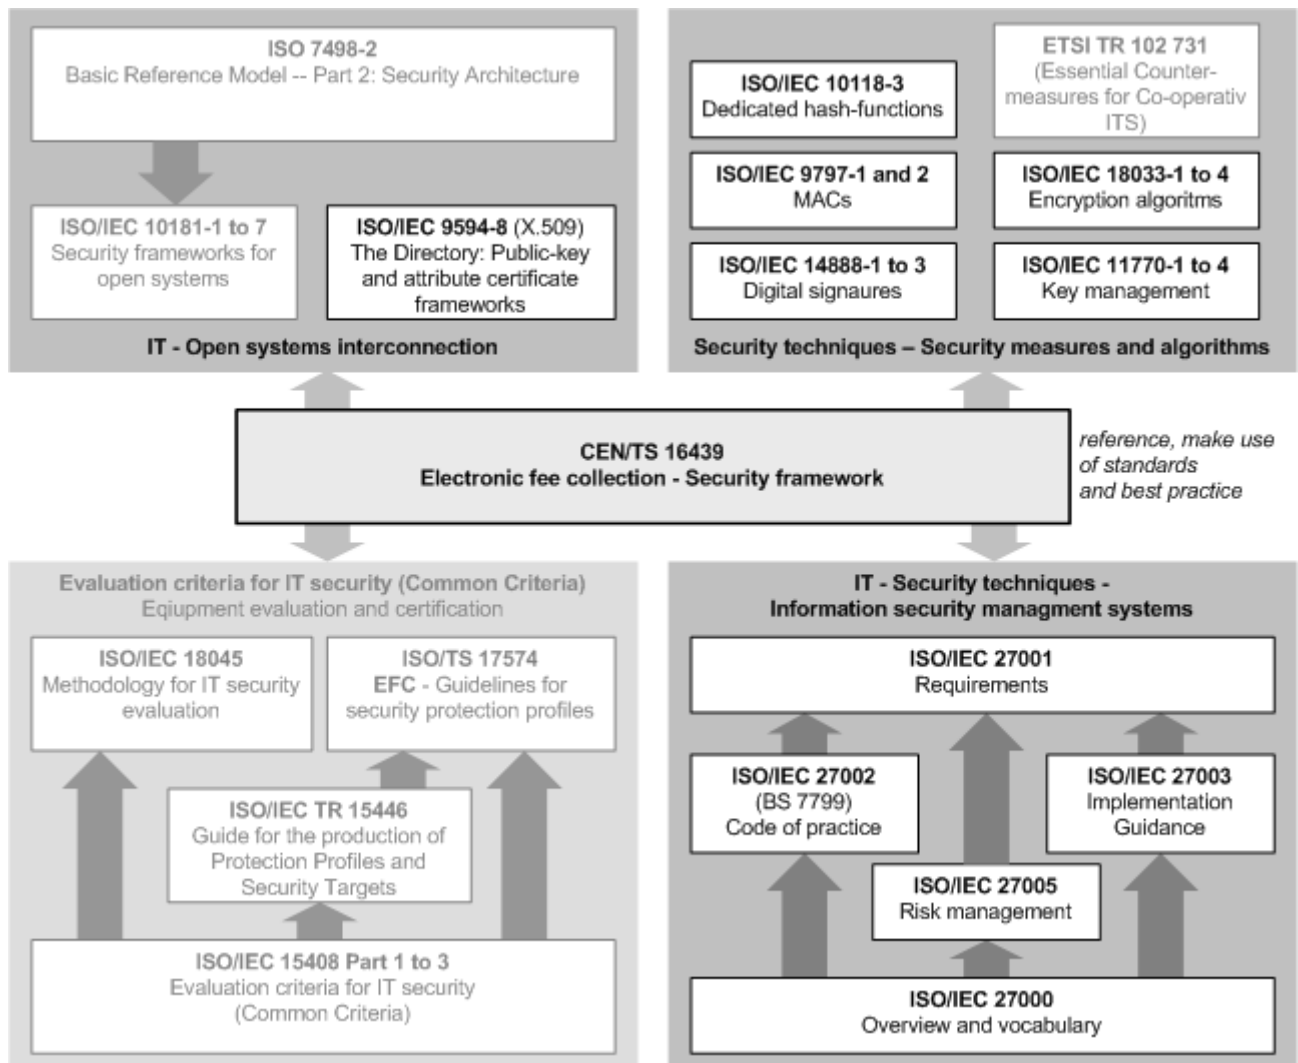 ISO 7498-2
Basic Reference Model -- Part 2: Security Architecture
ISO/IEC 10181-1 to 7
Security frameworks for
open systems
ISO/IEC 9594-8 (X.509)
The Directory: Public-key
and attribute certificate
frameworks
IT - Open systems interconnection
ISO/IEC 10118-3
Dedicated hash-functions
ETSI TR 102 731
(Essential Counter-
measures for Co-operativ
ITS)
ISO/IEC 9797-1 and 2
MACs
ISO/IEC 18033-1 to 4
Encryption algoritms
ISO/IEC 14888-1 to 3
Digital signaures
ISO/IEC 11770-1 to 4
Key management
Security techniques – Security measures and algorithms
CEN/TS 16439
Electronic fee collection - Security framework
reference, make use
of standards
and best practice
Evaluation criteria for IT security (Common Criteria)
Eqiupment evaluation and certification
ISO/IEC 18045
Methodology for IT security
evaluation
ISO/TS 17574
EFC - Guidelines for
security protection profiles
ISO/IEC TR 15446
Guide for the production of
Protection Profiles and
Security Targets
ISO/IEC 15408 Part 1 to 3
Evaluation criteria for IT security
(Common Criteria)
IT - Security techniques -
Information security managment systems
ISO/IEC 27001
Requirements
ISO/IEC 27002
(BS 7799)
Code of practice
ISO/IEC 27003
Implementation
Guidance
ISO/IEC 27005
Risk management
ISO/IEC 27000
Overview and vocabulary